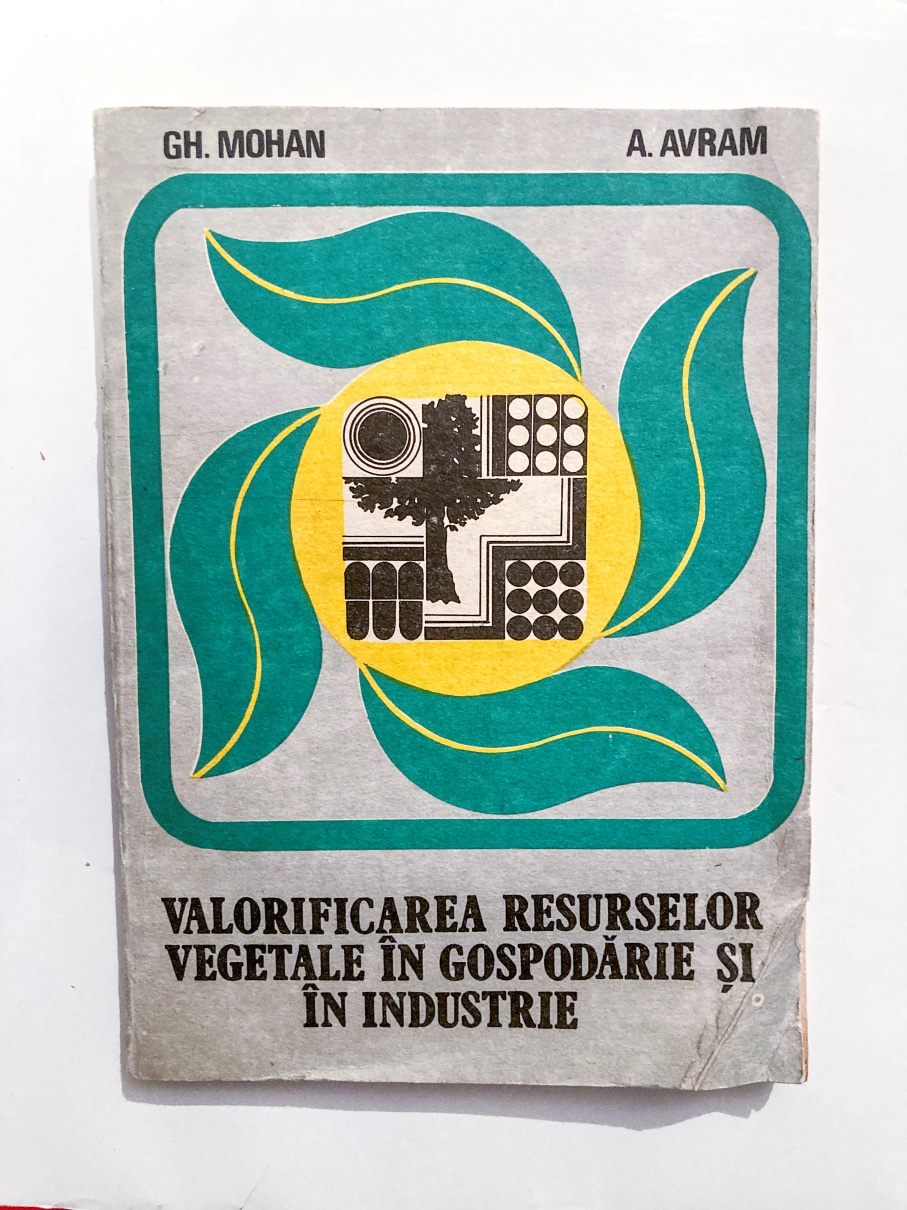 GH. MOHAN
A. AVRAM
VALORIFICAREA RESURSELOR
VEGETALE ÎN GOSPODĂRIE ȘI
ÎN INDUSTRIE